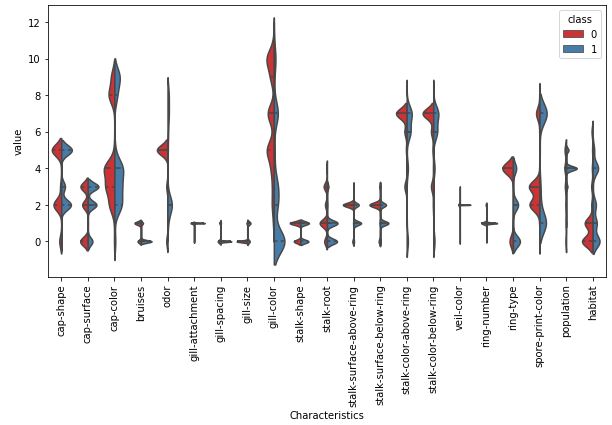 class
0
1
12
10
8
6
4
2
0
value
cap-shape
cap-surface
cap-color
bruises
odor
gill-attachment
gill-spacing
gill-size
gill-color
stalk-shape
stalk-root
stalk-surface-above-ring
stalk-surface-below-ring
stalk-color-above-ring
stalk-color-below-ring
veil-color
ring-number
ring-type
spore-print-color
population
habitat
Characteristics